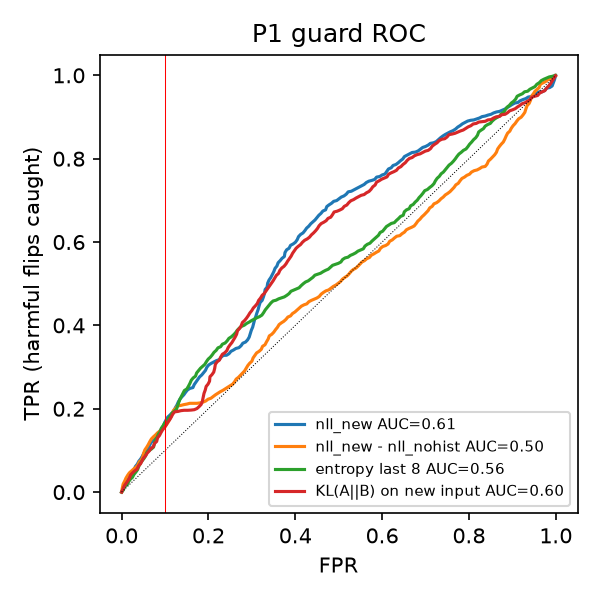 P1 guard ROC
TPR (harmful flips caught)
1.0
0.8
0.6
0.4
0.2
0.0
nll_new AUC=0.61
nll_new - nll_nohist AUC=0.50
entropy last 8 AUC=0.56
KL(A||B) on new input AUC=0.60
0.0 0.2 0.4 0.6 0.8 1.0
FPR